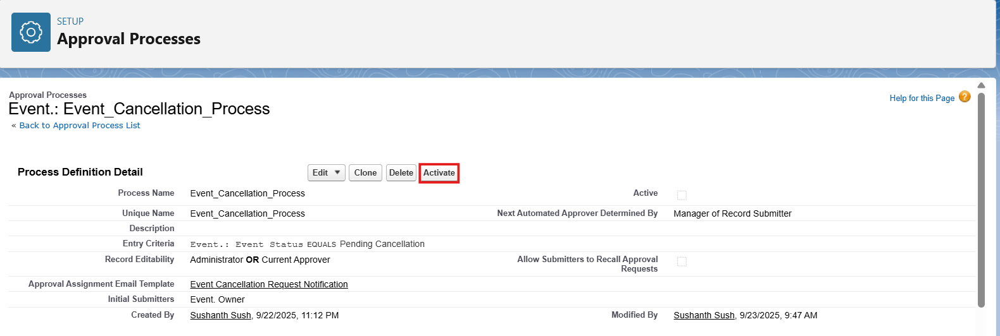 SETUP
Approval Processes
Approval Processes
Event.: Event_Cancellation_Process
« Back to Approval Process List
Help for this Page ?
Process Definition Detail
Edit ▼ Clone Delete Activate
Process Name Event_Cancellation_Process Active
Unique Name Event_Cancellation_Process Next Automated Approver Determined By Manager of Record Submitter
Description
Entry Criteria Event.: Event Status EQUALS Pending Cancellation
Record Editability Administrator OR Current Approver Allow Submitters to Recall Approval
Requests
Approval Assignment Email Template Event Cancellation Request Notification
Initial Submitters Event. Owner
Created By Sushanth Sush, 9/22/2025, 11:12 PM Modified By Sushanth Sush, 9/23/2025, 9:47 AM